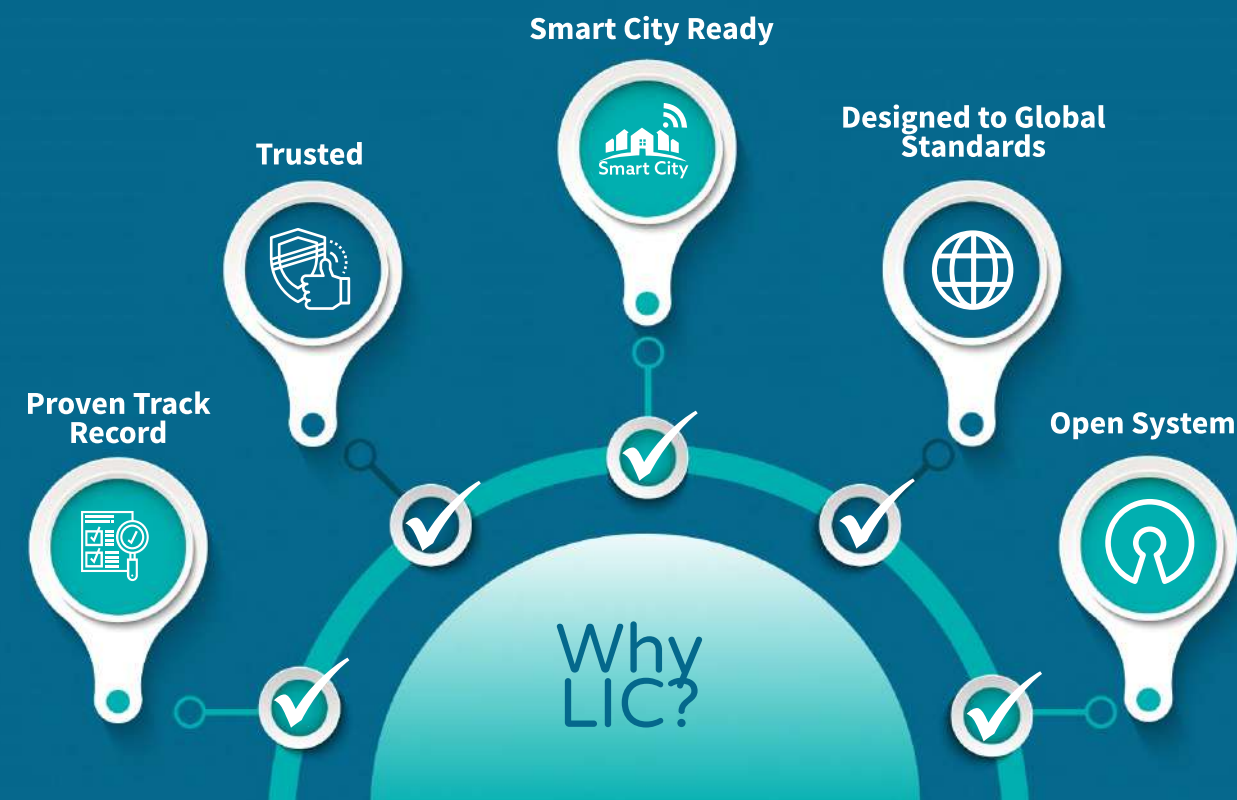 Smart City Ready
Designed to Global
Standards
Trusted
Smart City
Proven Track
Record
Open System
Why
LIC?